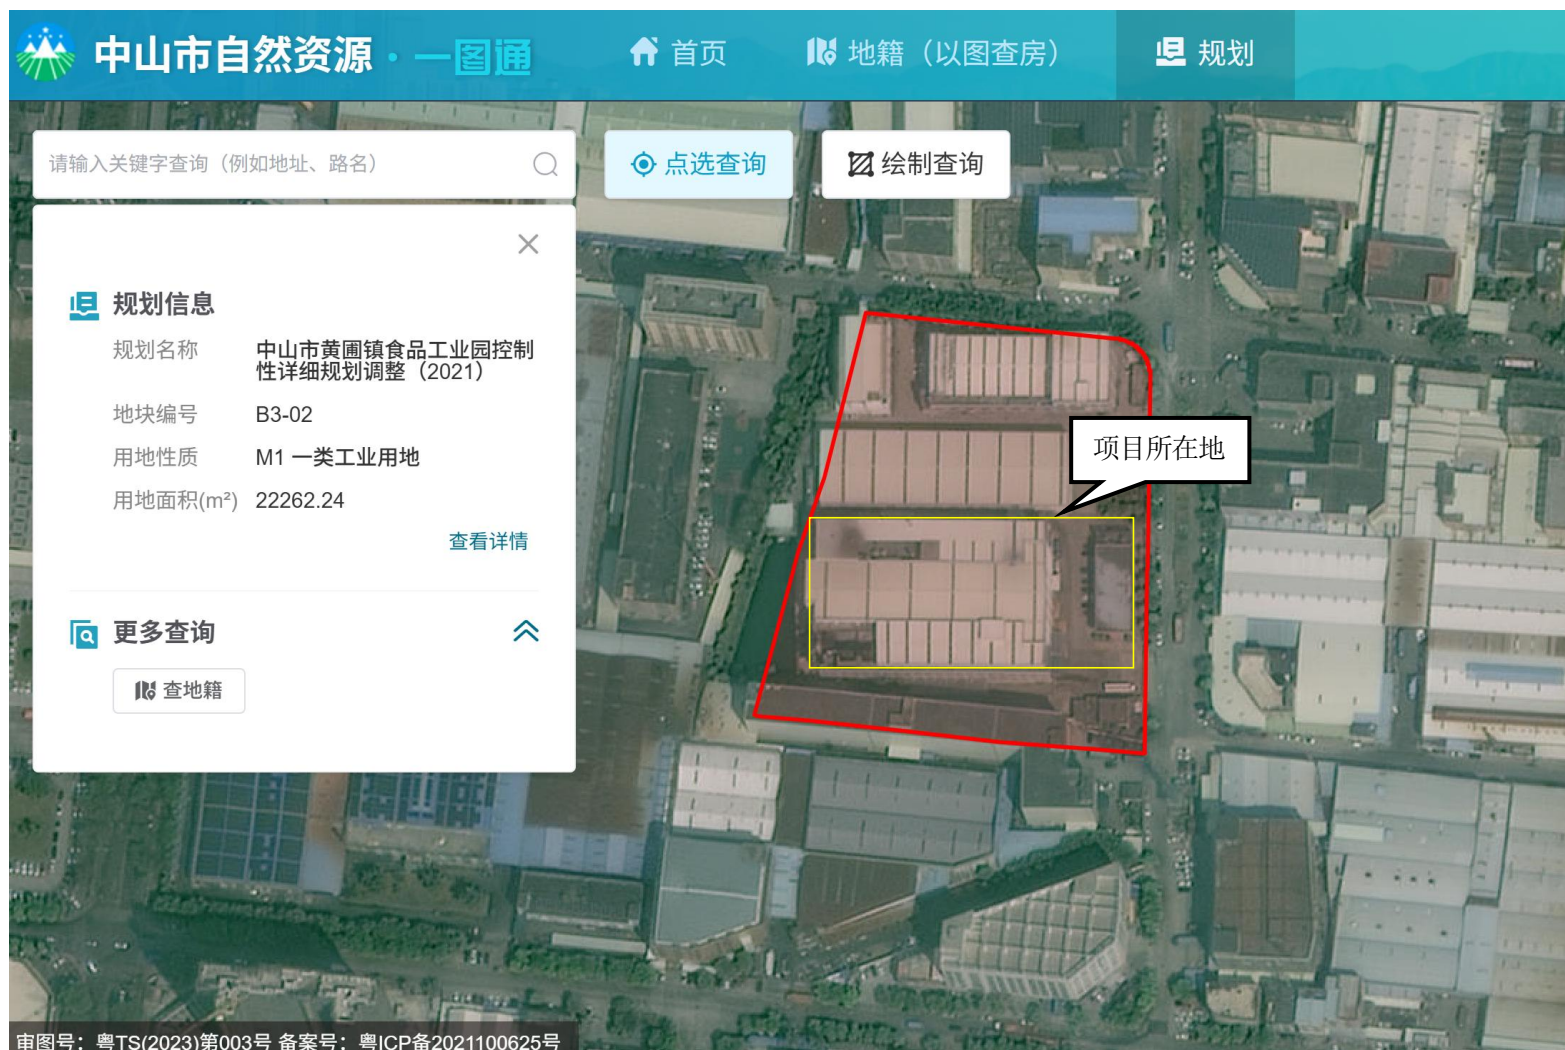 中山市自然资源·一图通
首页
地籍（以图查房）
规划
请输入关键字查询（例如地址、路名）
点选查询
绘制查询
规划信息
规划名称
中山市黄圃镇食品工业园控制
性详细规划调整（2021）
地块编号 B3-02
用地性质 M1 一类工业用地
用地面积(m²) 22262.24
查看详情
更多查询
查地籍
项目所在地
审图号：粤TS(2023)第003号 备案号：粤ICP备2021100625号